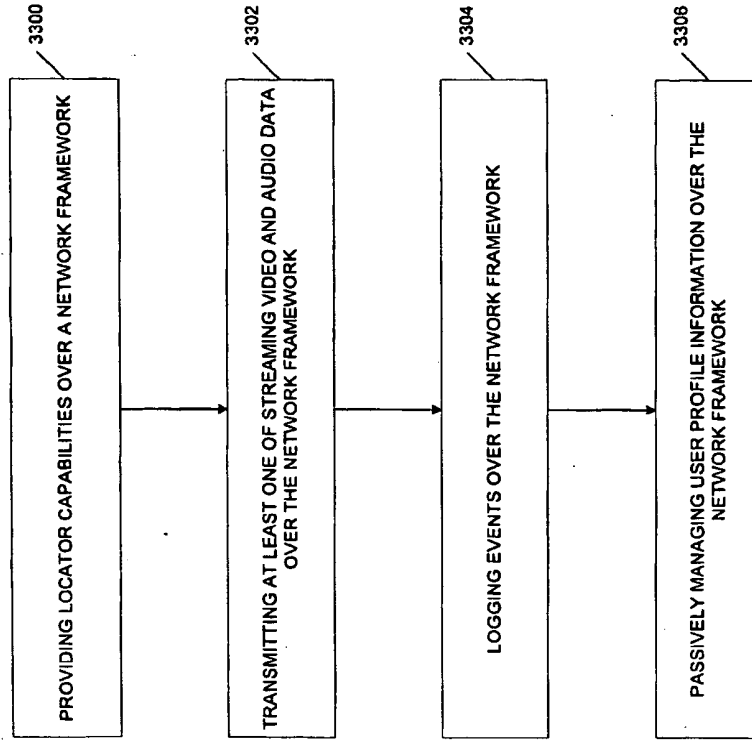 3300
PROVIDING LOCATOR CAPABILITIES OVER A NETWORK FRAMEWORK
3302
TRANSMITTING AT LEAST ONE OF STREAMING VIDEO AND AUDIO DATA
OVER THE NETWORK FRAMEWORK
3304
LOGGING EVENTS OVER THE NETWORK FRAMEWORK
3306
PASSIVELY MANAGING USER PROFILE INFORMATION OVER THE
NETWORK FRAMEWORK